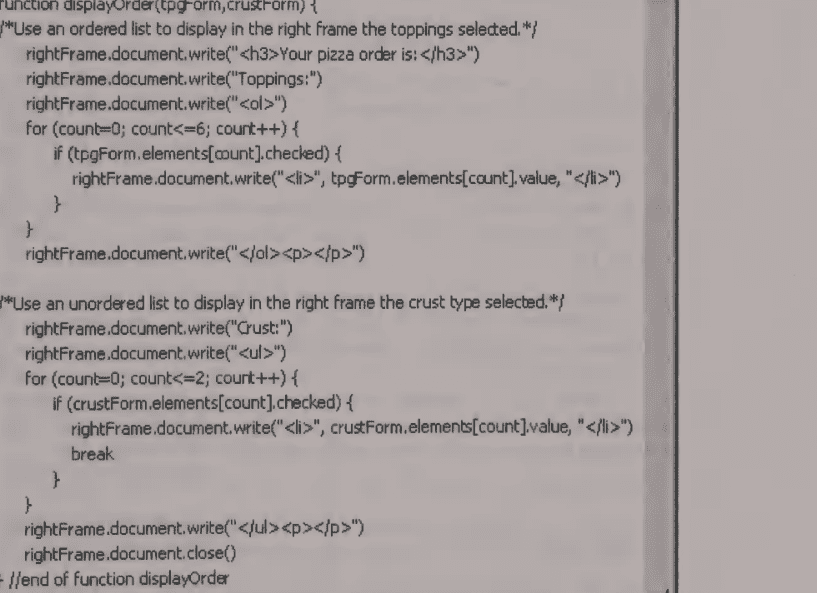 function displayOrder(tpgForm,crustForm) {
/*Use an ordered list to display in the right frame the toppings selected.*/
rightFrame.document.write("<h3>Your pizza order is:</h3>")
rightFrame.document.write("Toppings:")
rightFrame.document.write("<ol>")
for (count=0; count<=6; count++) {
if (tpgForm.elements[count].checked) {
rightFrame.document.write("<li>", tpgForm.elements[count].value, "</li>")
}
}
rightFrame.document.write("</ol><p></p>")
/*Use an unordered list to display in the right frame the crust type selected.*/
rightFrame.document.write("Crust:")
rightFrame.document.write("<ul>")
for (count=0; count<=2; count++) {
if (crustForm.elements[count].checked) {
rightFrame.document.write("<li>", crustForm.elements[count].value, "</li>")
break
}
}
rightFrame.document.write("</ul><p></p>")
rightFrame.document.close()
} //end of function displayOrder